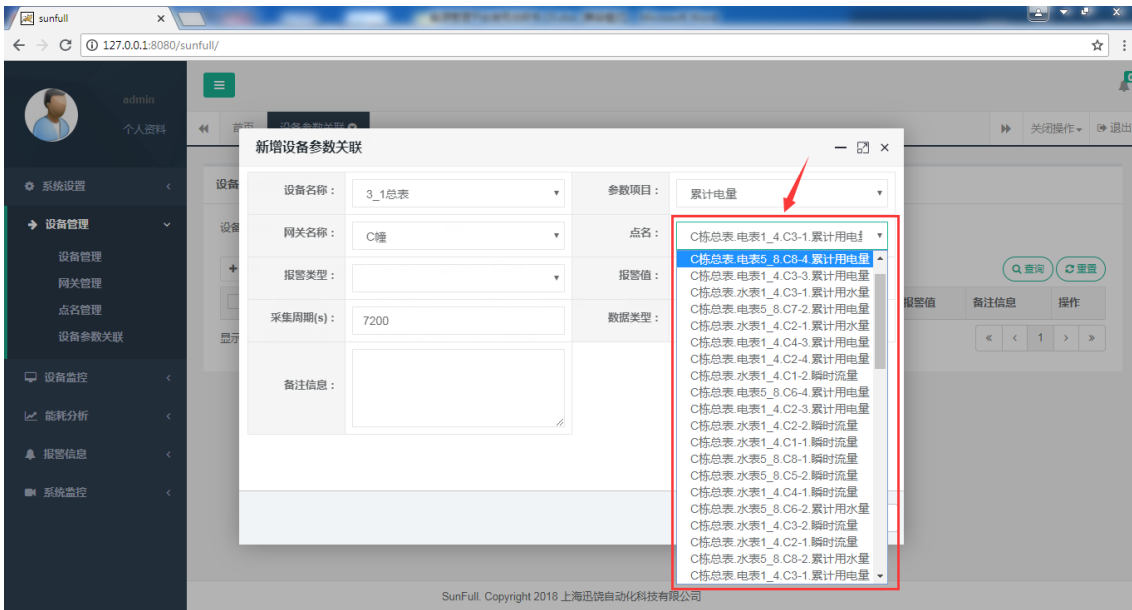 sunfull
127.0.0.1:8080/sunfull/
admin
个人资料
首页
设备参数关联
关闭操作
退出
系统设置
设备管理
设备管理
网关管理
点名管理
设备参数关联
设备监控
能耗分析
报警信息
系统监控
设备
设备
查询
重置
报警值
备注信息
操作
显示
« ‹ 1 › »
新增设备参数关联
设备名称：
3_1总表
参数项目：
累计电量
网关名称：
C幢
点名：
C栋总表.电表1_4.C3-1.累计用电量
报警类型：
报警值：
采集周期(s)：
7200
数据类型：
备注信息：
C栋总表.电表5_8.C8-4.累计用电量
C栋总表.电表1_4.C3-3.累计用电量
C栋总表.水表1_4.C3-1.累计用水量
C栋总表.电表5_8.C7-2.累计用电量
C栋总表.水表1_4.C2-1.累计用水量
C栋总表.电表1_4.C4-3.累计用电量
C栋总表.电表1_4.C2-4.累计用电量
C栋总表.水表1_4.C1-2.瞬时流量
C栋总表.电表5_8.C6-4.累计用电量
C栋总表.电表1_4.C2-3.累计用电量
C栋总表.水表1_4.C2-2.瞬时流量
C栋总表.水表1_4.C1-1.瞬时流量
C栋总表.水表5_8.C8-1.瞬时流量
C栋总表.水表5_8.C5-2.瞬时流量
C栋总表.水表1_4.C4-1.瞬时流量
C栋总表.水表5_8.C6-2.累计用水量
C栋总表.水表1_4.C3-2.瞬时流量
C栋总表.水表1_4.C2-1.瞬时流量
C栋总表.水表5_8.C8-2.累计用水量
C栋总表.电表1_4.C3-1.累计用电量
SunFull. Copyright 2018 上海迅饶自动化科技有限公司